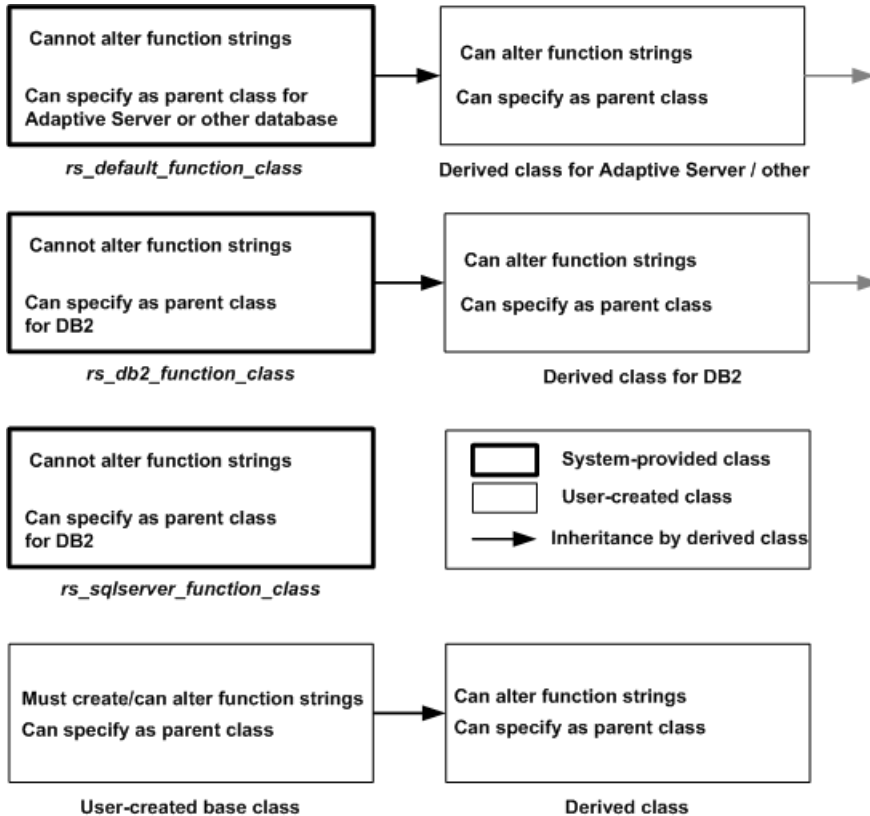 Cannot alter function strings
Can specify as parent class for
Adaptive Server or other database
rs_default_function_class
Can alter function strings
Can specify as parent class
Derived class for Adaptive Server / other
Cannot alter function strings
Can specify as parent class
for DB2
rs_db2_function_class
Can alter function strings
Can specify as parent class
Derived class for DB2
Cannot alter function strings
Can specify as parent class
for DB2
rs_sqlserver_function_class
System-provided class
User-created class
Inheritance by derived class
Must create/can alter function strings
Can specify as parent class
User-created base class
Can alter function strings
Can specify as parent class
Derived class